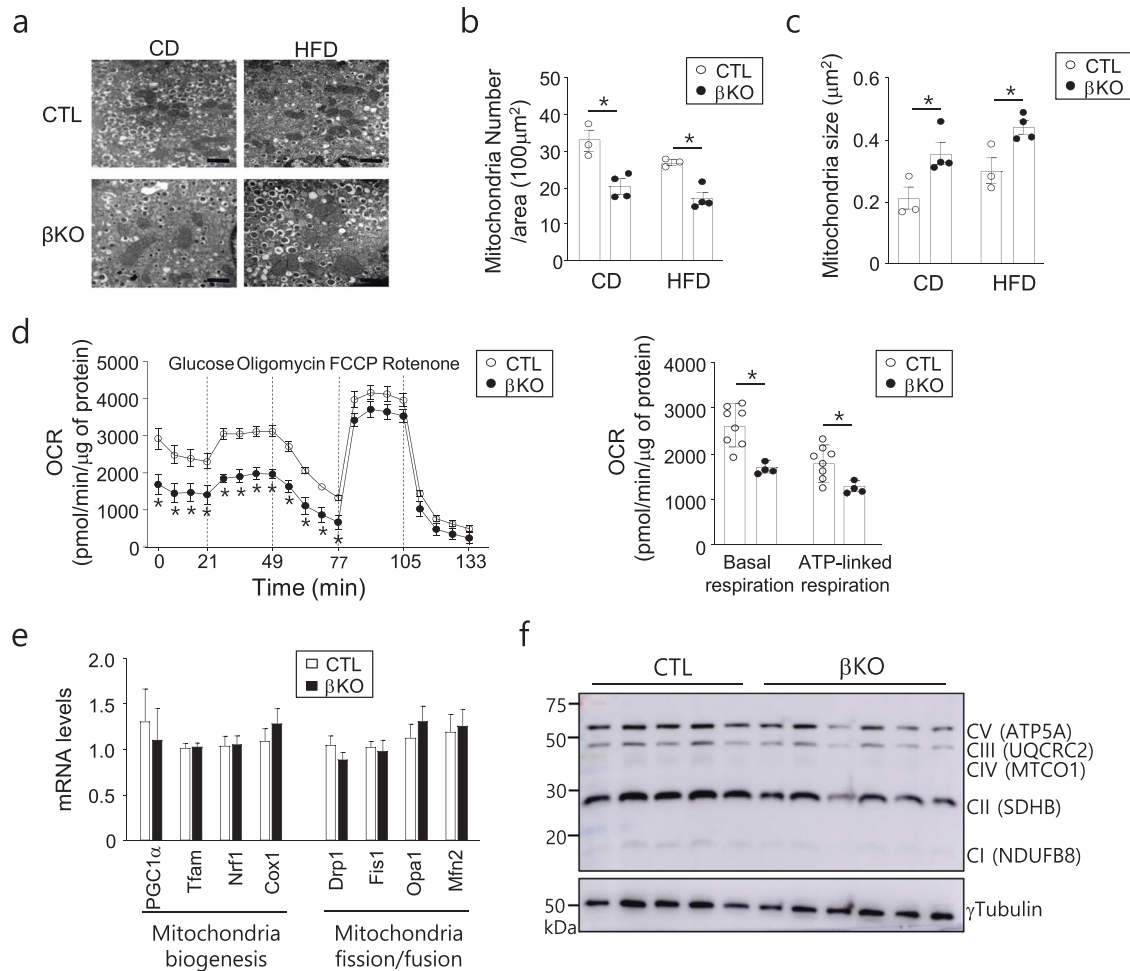 a
CD
HFD
CTL
βKO
b
CTL
βKO
Mitochondria Number
/area (100μm²)
50
40
30
20
10
0
*
*
CD
HFD
c
CTL
βKO
Mitochondria size (μm²)
0.6
0.4
0.2
0
*
*
CD
HFD
d
CTL
βKO
Glucose Oligomycin FCCP Rotenone
OCR
(pmol/min/μg of protein)
5000
4000
3000
2000
1000
0
* * * * * * * * * * * *
0 21 49 77 105 133
Time (min)
CTL
βKO
OCR
(pmol/min/μg of protein)
4000
3000
2000
1000
0
*
*
Basal
respiration
ATP-linked
respiration
e
CTL
βKO
mRNA levels
2.0
1.5
1.0
0.5
0
PGC1α
Tfam
Nrf1
Cox1
Drp1
Fis1
Opa1
Mfn2
Mitochondria
biogenesis
Mitochondria
fission/fusion
f
CTL
βKO
75
50
30
20
CV (ATP5A)
CIII (UQCRC2)
CIV (MTCO1)
CII (SDHB)
CI (NDUFB8)
50
kDa
γTubulin